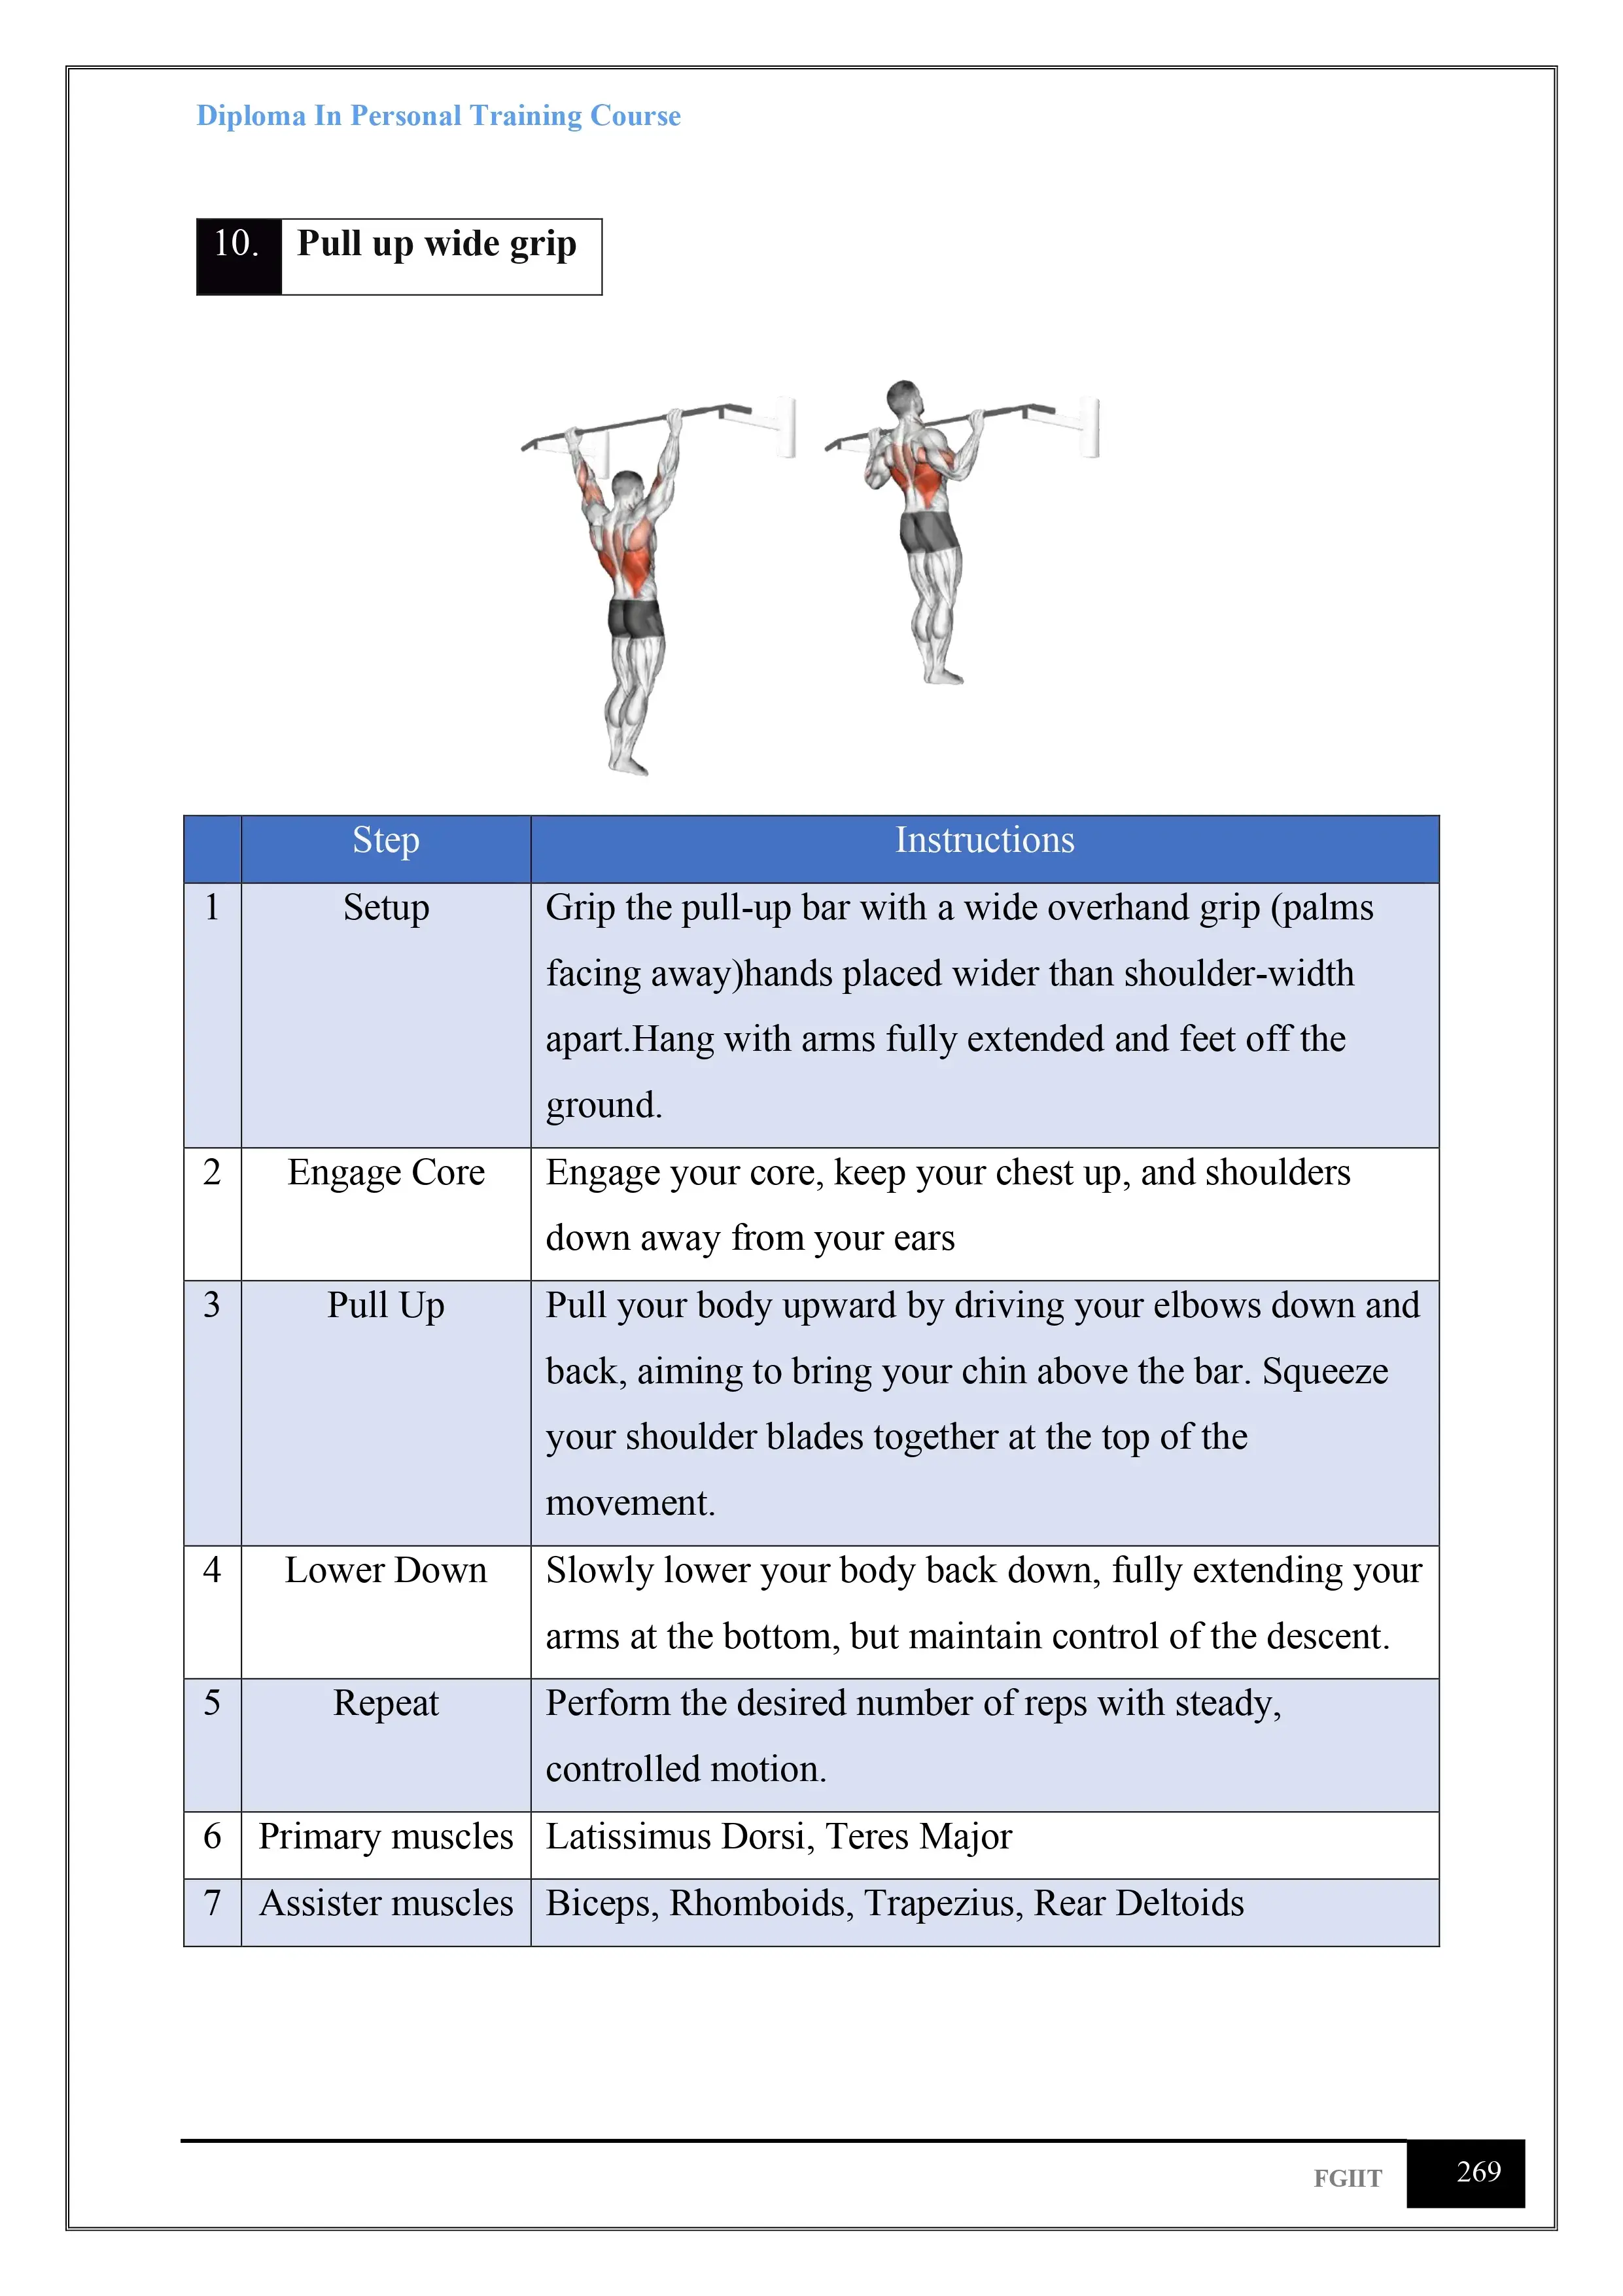 Diploma In Personal Training Course
10. Pull up wide grip
Step Instructions
1 Setup Grip the pull-up bar with a wide overhand grip (palms
facing away)hands placed wider than shoulder-width
apart.Hang with arms fully extended and feet off the
ground.
2 Engage Core Engage your core, keep your chest up, and shoulders
down away from your ears
3 Pull Up Pull your body upward by driving your elbows down and
back, aiming to bring your chin above the bar. Squeeze
your shoulder blades together at the top of the
movement.
4 Lower Down Slowly lower your body back down, fully extending your
arms at the bottom, but maintain control of the descent.
5 Repeat Perform the desired number of reps with steady,
controlled motion.
6 Primary muscles Latissimus Dorsi, Teres Major
7 Assister muscles Biceps, Rhomboids, Trapezius, Rear Deltoids
FGIIT 269